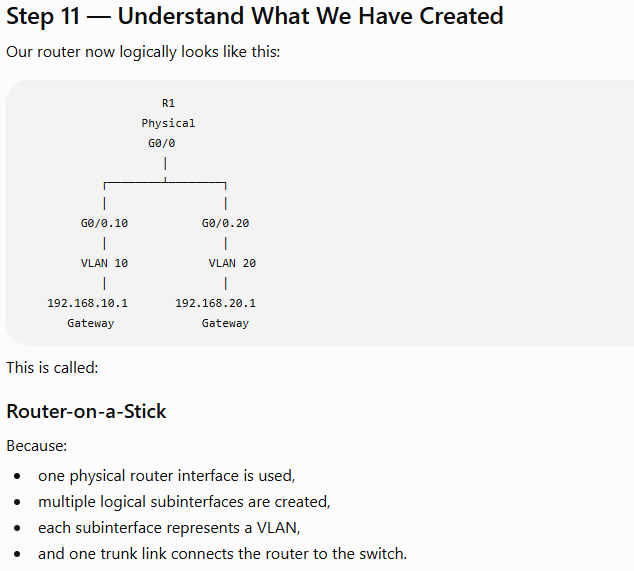 Step 11 — Understand What We Have Created
Our router now logically looks like this:
R1
Physical
G0/0
G0/0.10 G0/0.20
VLAN 10 VLAN 20
192.168.10.1 192.168.20.1
Gateway Gateway
This is called:
Router-on-a-Stick
Because:
• one physical router interface is used,
• multiple logical subinterfaces are created,
• each subinterface represents a VLAN,
• and one trunk link connects the router to the switch.